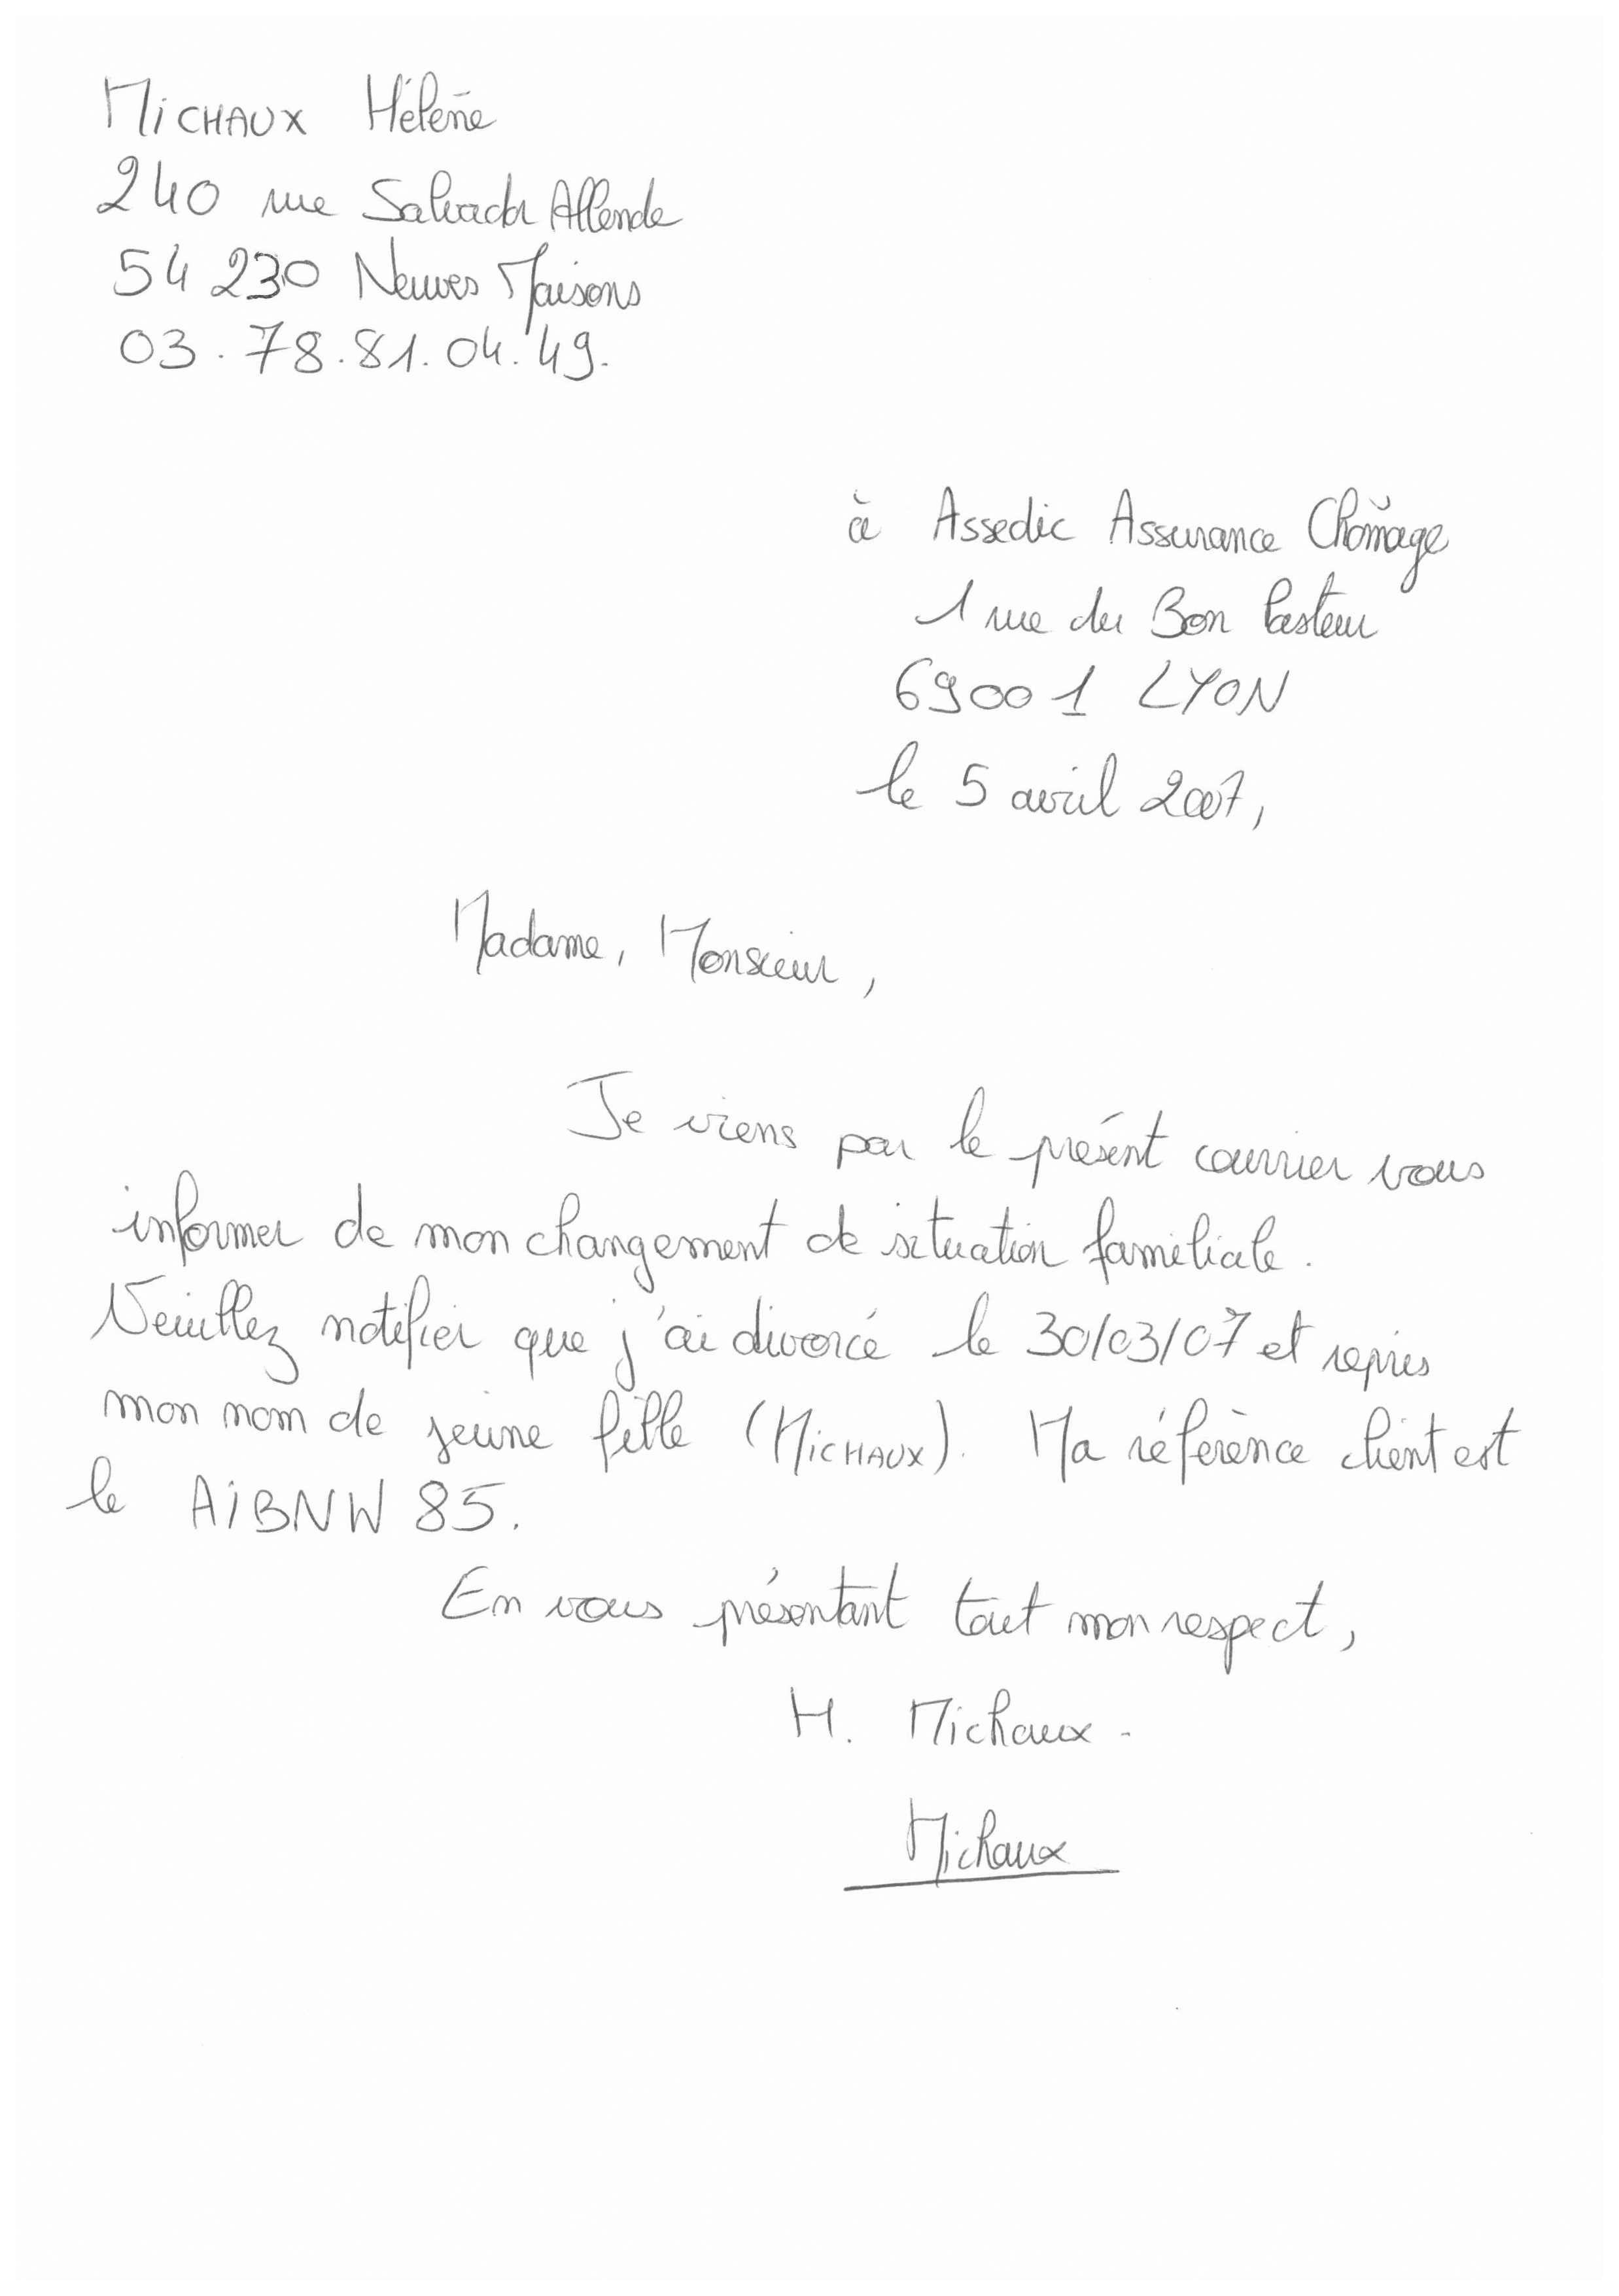 MICHAUX Hélène
240 rue Salvador Allende
54 230 Neuves Maisons
03.78.81.04.49.
à Assedic Assurance Chômage
1 rue du Bon Pasteur
69001 LYON
le 5 avril 2007,
Madame, Monsieur,
Je viens par le présent courrier vous
informer de mon changement de situation familiale.
Veuillez notifier que j'ai divorcé le 30/03/07 et repris
mon nom de jeune fille (MICHAUX). Ma référence client est
le AIBNW 85.
En vous présentant tout mon respect,
H. Michaux.
Michaux